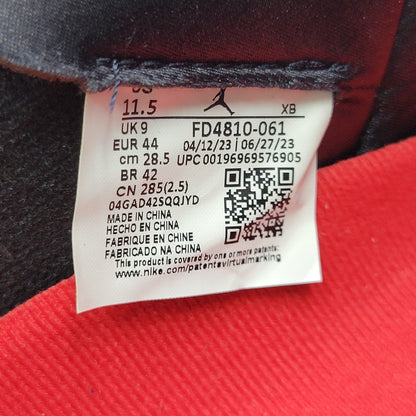 US
11.5 XB
UK 9 FD4810-061
EUR 44 04/12/23 | 06/27/23
cm 28.5 UPC 00196969576905
BR 42
CN 285(2.5)
04GAD42SQQJYD
MADE IN CHINA
HECHO EN CHINA
FABRIQUE EN CHINE
FABRICADO NA CHINA
This product is covered by one or more patents:
www.nike.com/patentsvirtualmarking